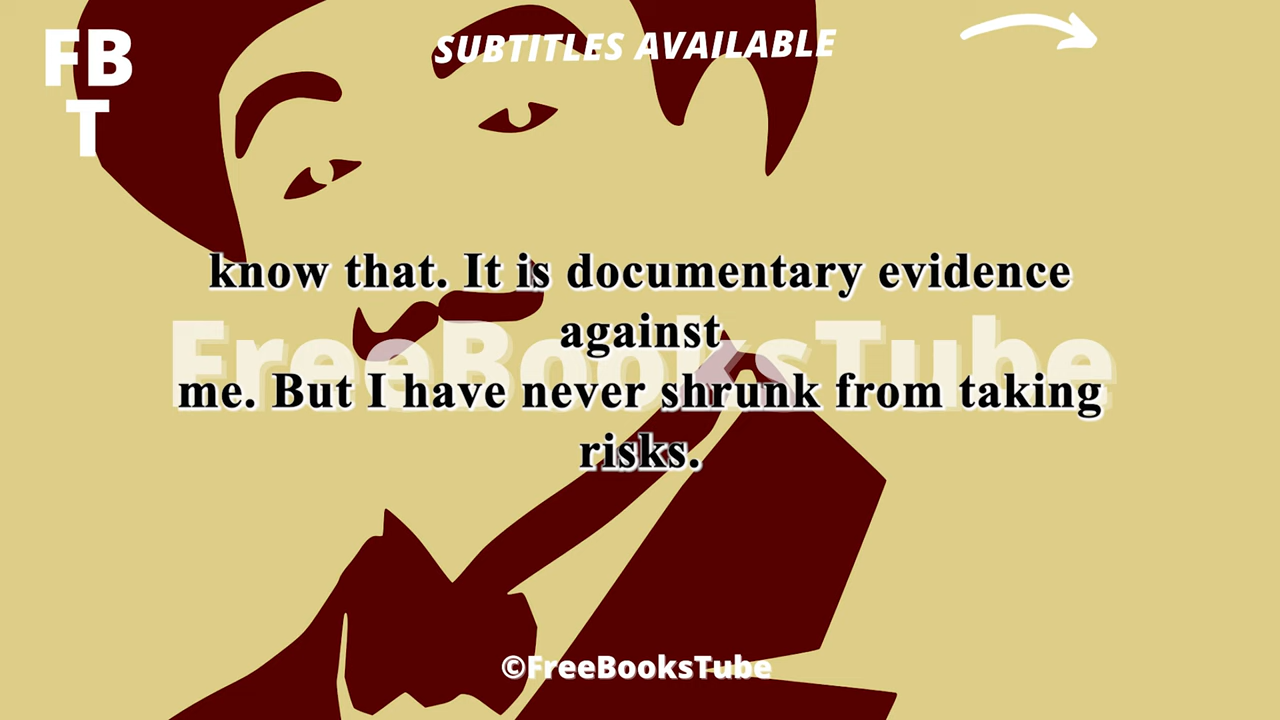 FB
T
SUBTITLES AVAILABLE
know that. It is documentary evidence
against
me. But I have never shrunk from taking
risks.
FreeBooksTube
©FreeBooksTube